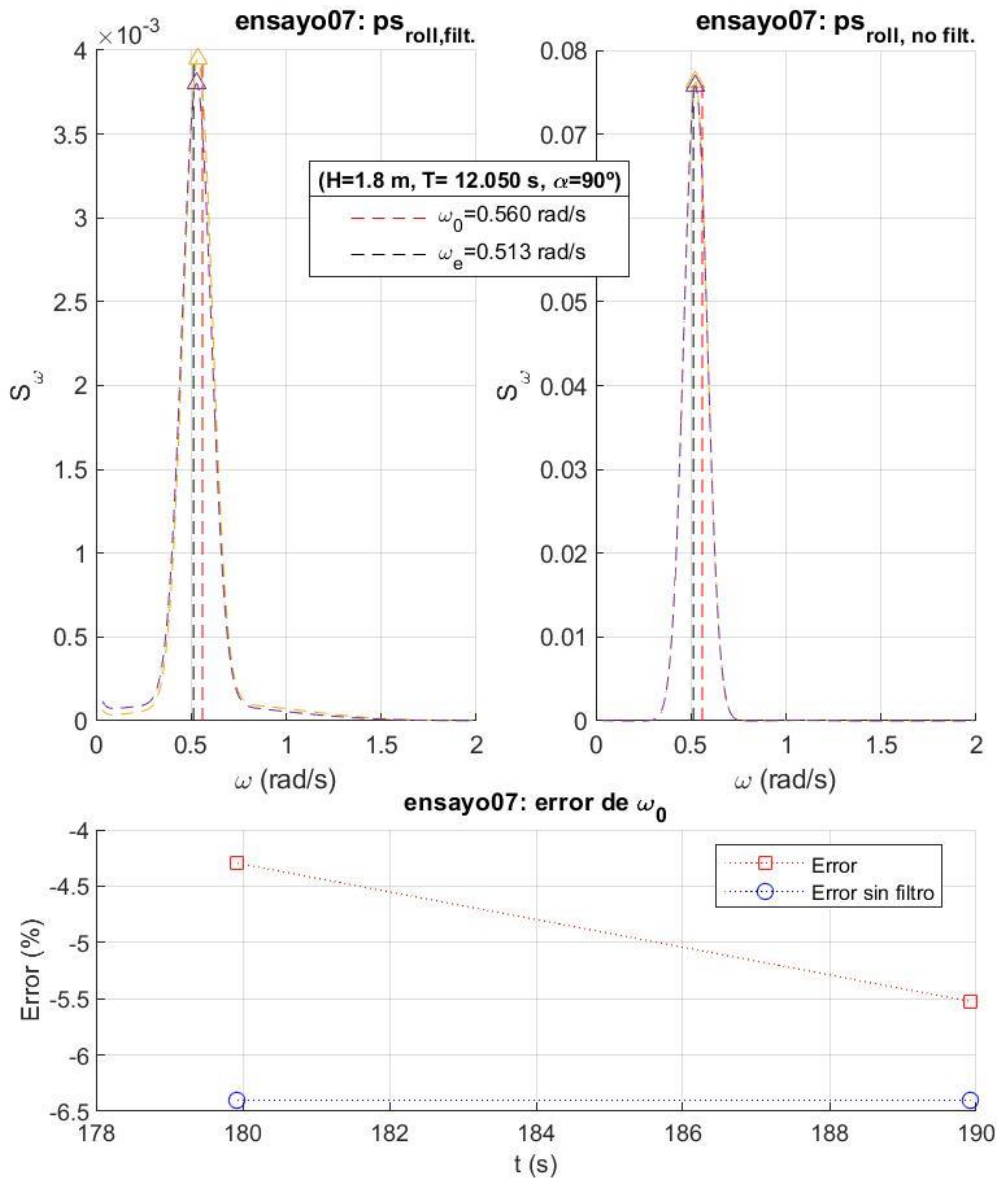 ensayo07: ps_roll,filt.
×10^-3
4
3.5
3
2.5
2
1.5
1
0.5
0
S_ω
0 0.5 1 1.5 2
ω (rad/s)
ensayo07: ps_roll, no filt.
0.08
0.07
0.06
0.05
0.04
0.03
0.02
0.01
0
S_ω
0 0.5 1 1.5 2
ω (rad/s)
(H=1.8 m, T= 12.050 s, α=90º)
ω_0=0.560 rad/s
ω_e=0.513 rad/s
ensayo07: error de ω_0
-4
-4.5
-5
-5.5
-6
-6.5
Error (%)
Error
Error sin filtro
178 180 182 184 186 188 190
t (s)